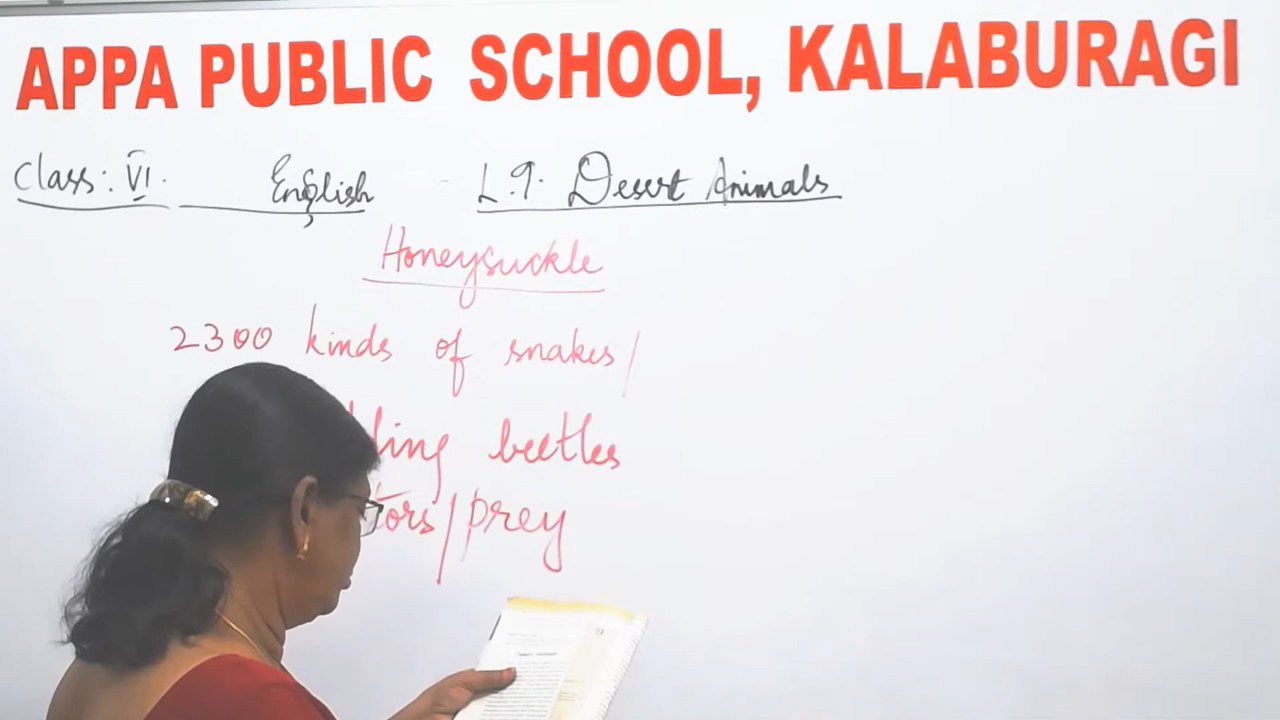 APPA PUBLIC SCHOOL, KALABURAGI
Class: VI. English - L.9. Desert Animals
Honeysuckle
2300 kinds of snakes/
beetles
/prey